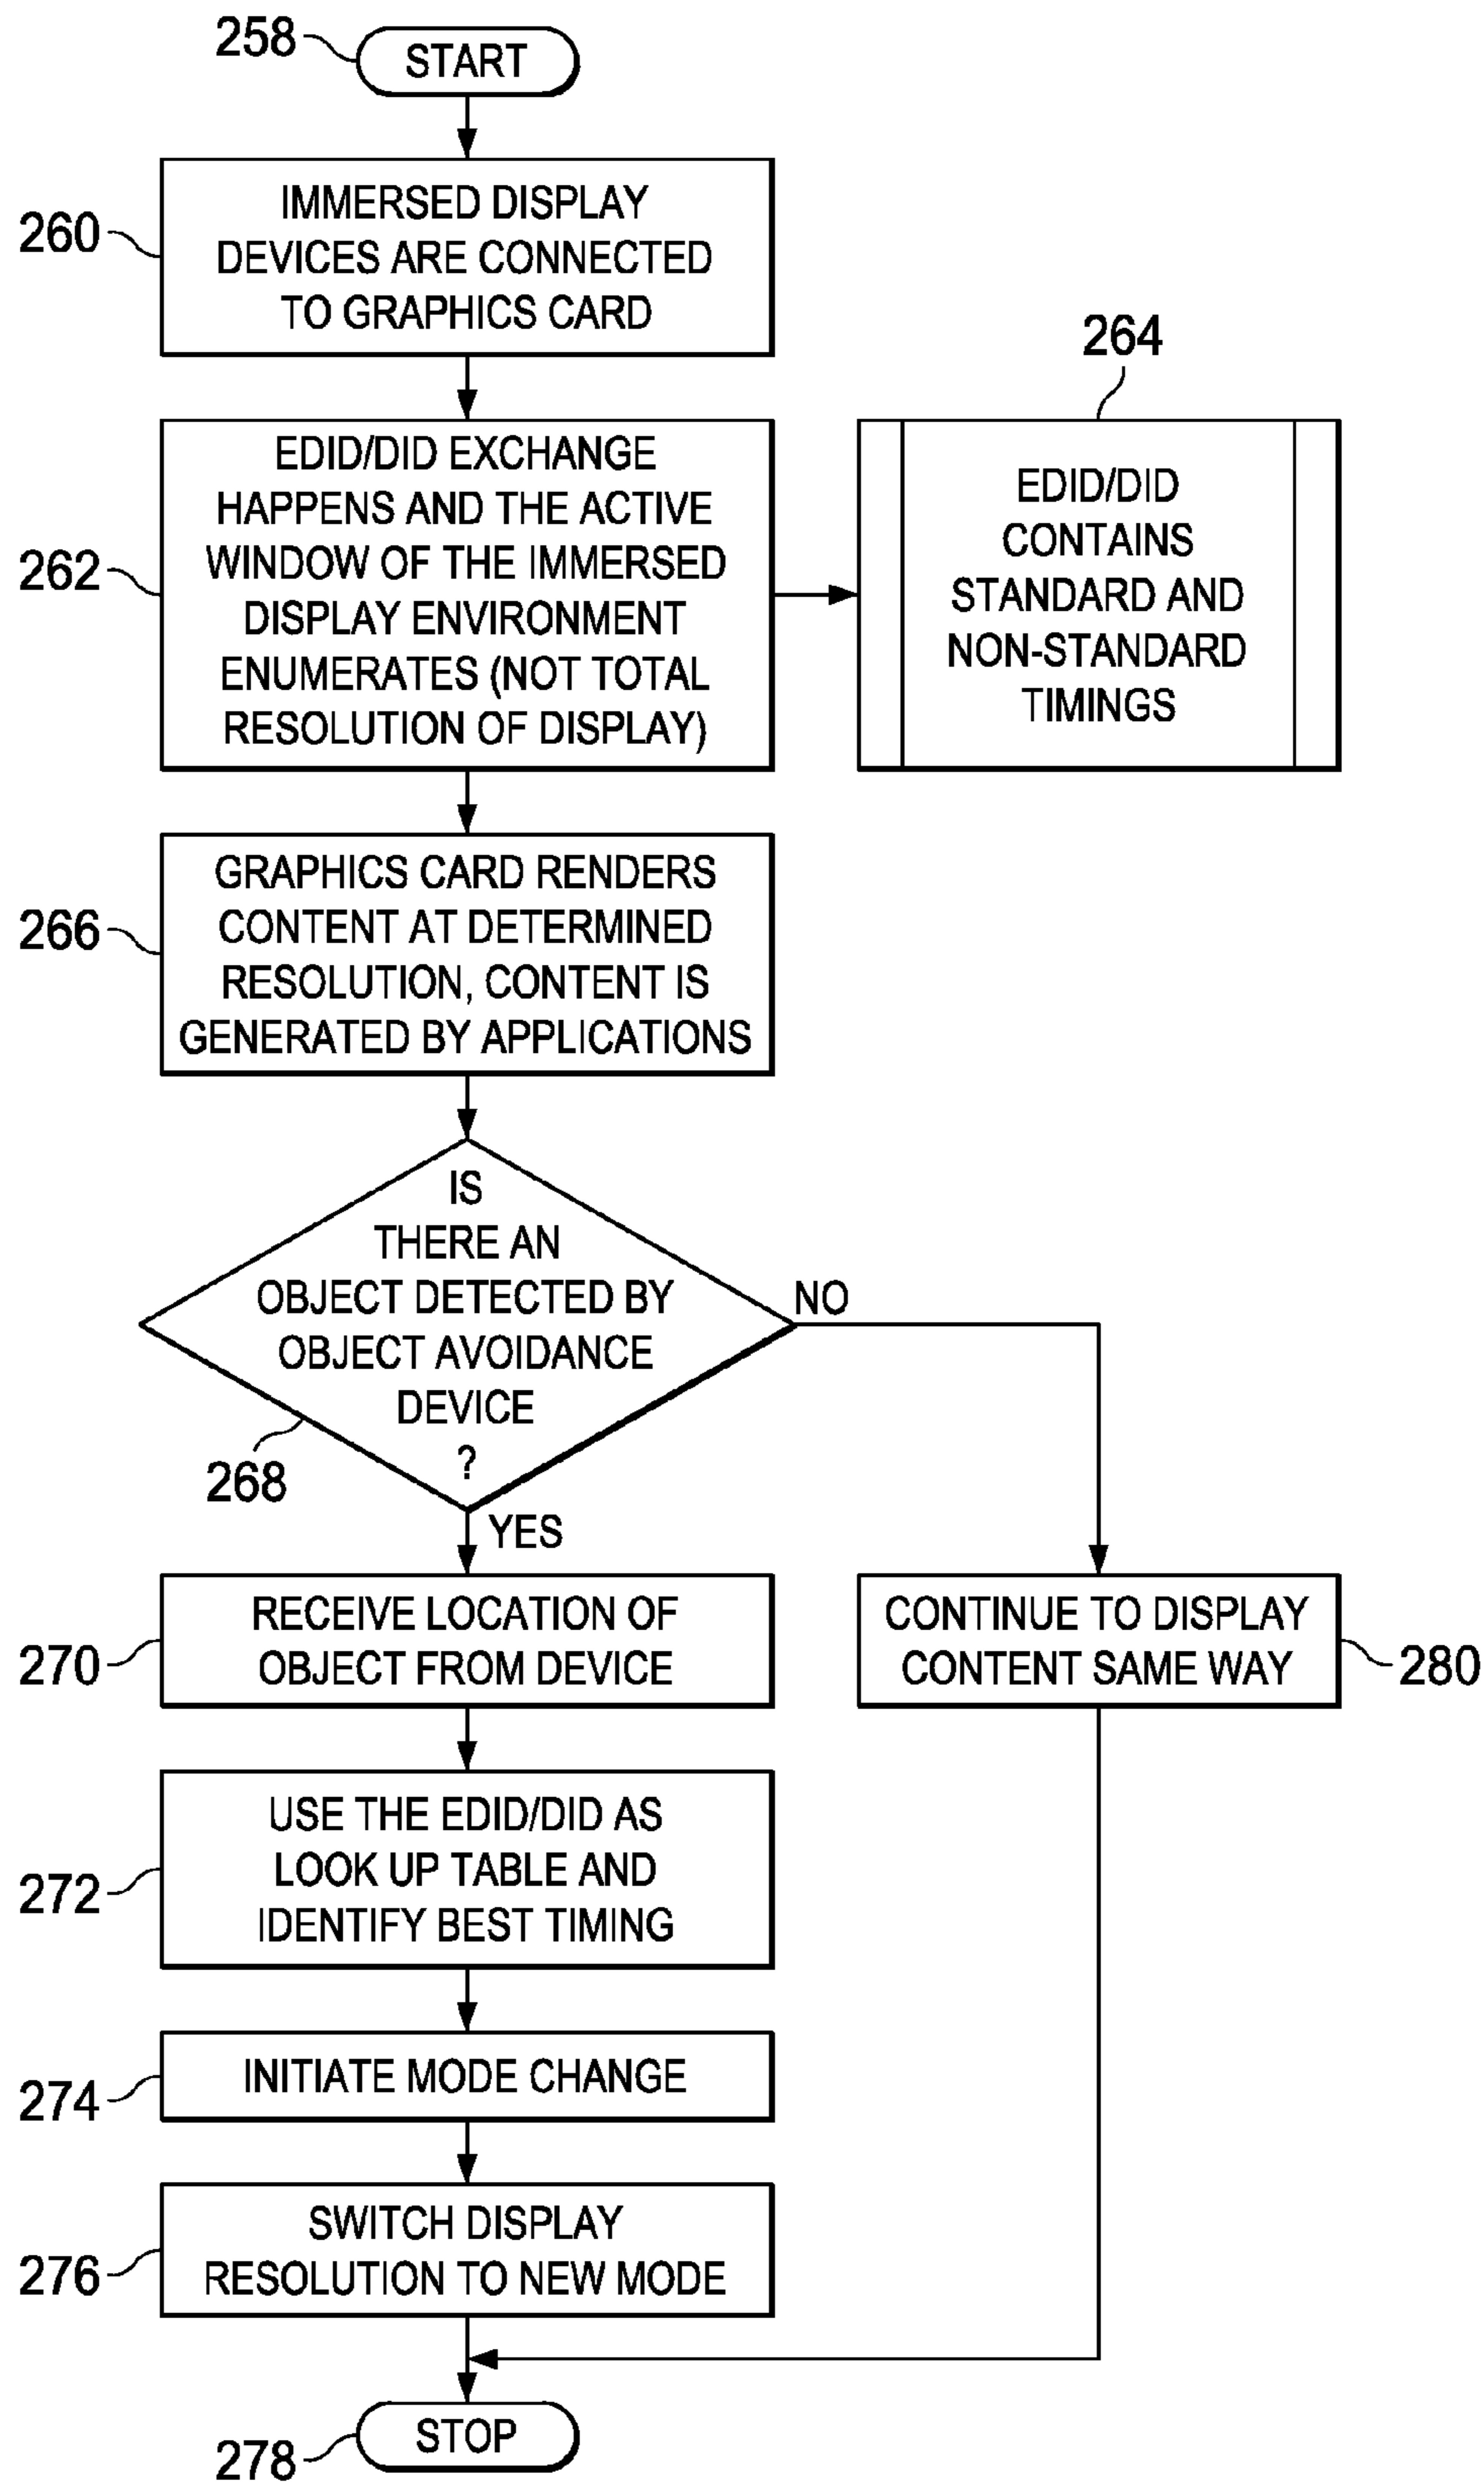 258
START
260
IMMERSED DISPLAY
DEVICES ARE CONNECTED
TO GRAPHICS CARD
262
EDID/DID EXCHANGE
HAPPENS AND THE ACTIVE
WINDOW OF THE IMMERSED
DISPLAY ENVIRONMENT
ENUMERATES (NOT TOTAL
RESOLUTION OF DISPLAY)
264
EDID/DID
CONTAINS
STANDARD AND
NON-STANDARD
TIMINGS
266
GRAPHICS CARD RENDERS
CONTENT AT DETERMINED
RESOLUTION, CONTENT IS
GENERATED BY APPLICATIONS
IS
THERE AN
OBJECT DETECTED BY
OBJECT AVOIDANCE
DEVICE
?
268
NO
YES
270
RECEIVE LOCATION OF
OBJECT FROM DEVICE
CONTINUE TO DISPLAY
CONTENT SAME WAY
280
272
USE THE EDID/DID AS
LOOK UP TABLE AND
IDENTIFY BEST TIMING
274
INITIATE MODE CHANGE
276
SWITCH DISPLAY
RESOLUTION TO NEW MODE
278
STOP